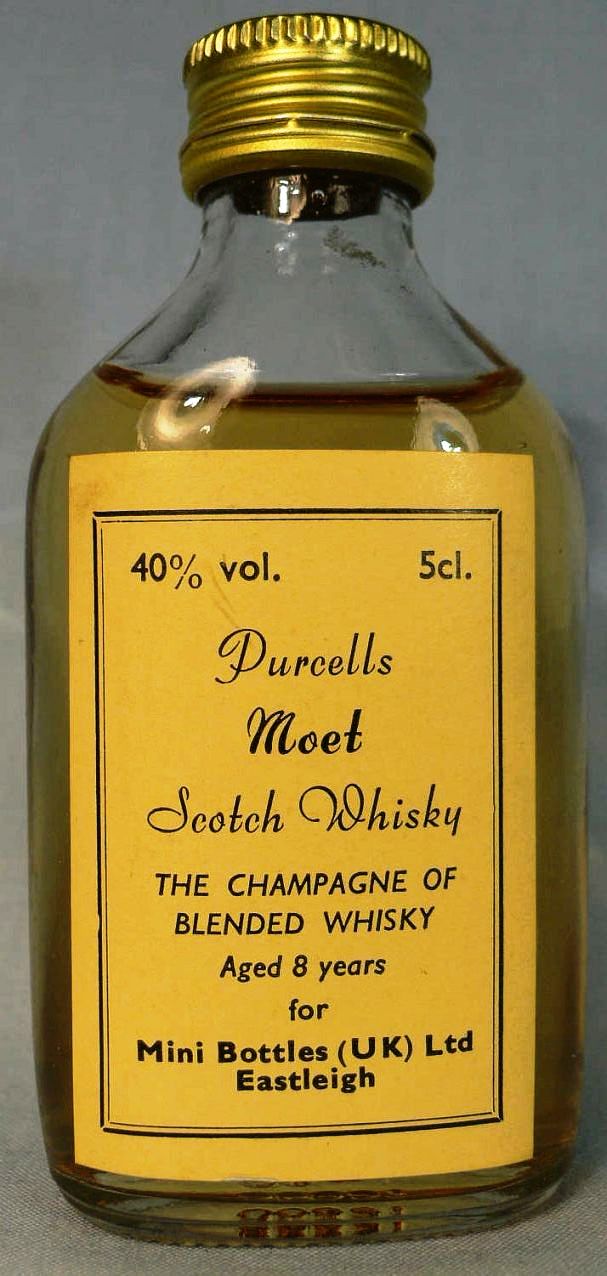 40% vol. 5cl.
Purcells
Moet
Scotch Whisky
THE CHAMPAGNE OF
BLENDED WHISKY
Aged 8 years
for
Mini Bottles (UK) Ltd
Eastleigh